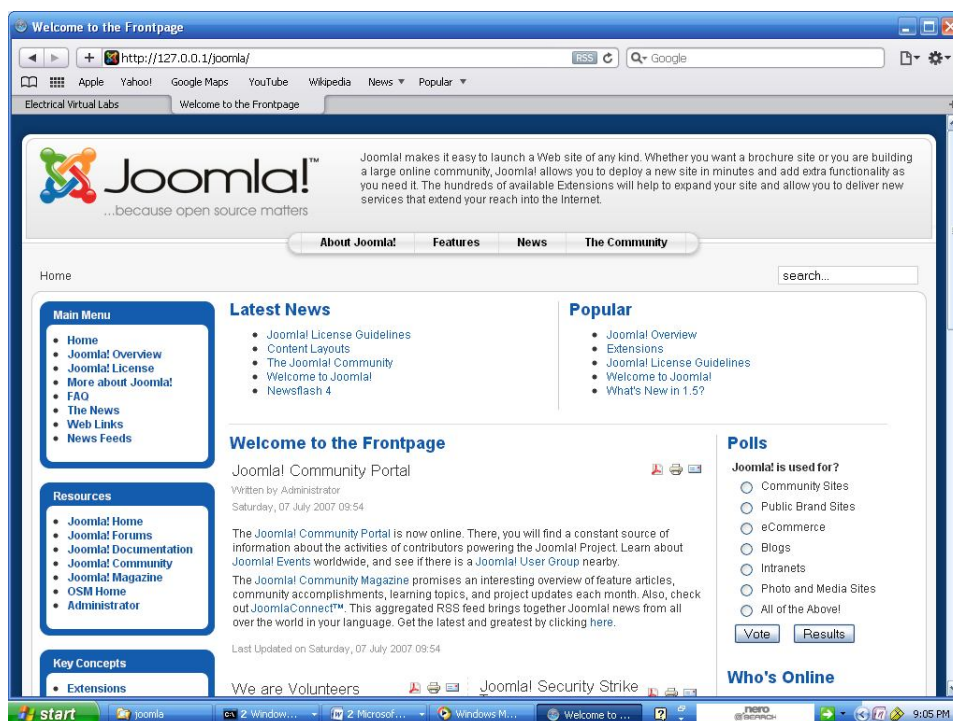 Welcome to the Frontpage
http://127.0.0.1/joomla/
RSS
Google
Apple Yahoo! Google Maps YouTube Wikipedia News Popular
Electrical Virtual Labs
Welcome to the Frontpage
Joomla!™
...because open source matters
Joomla! makes it easy to launch a Web site of any kind. Whether you want a brochure site or you are building
a large online community, Joomla! allows you to deploy a new site in minutes and add extra functionality as
you need it. The hundreds of available Extensions will help to expand your site and allow you to deliver new
services that extend your reach into the Internet.
About Joomla! Features News The Community
Home
search...
Main Menu
Home
Joomla! Overview
Joomla! License
More about Joomla!
FAQ
The News
Web Links
News Feeds
Resources
Joomla! Home
Joomla! Forums
Joomla! Documentation
Joomla! Community
Joomla! Magazine
OSM Home
Administrator
Key Concepts
Extensions
Latest News
Joomla! License Guidelines
Content Layouts
The Joomla! Community
Welcome to Joomla!
Newsflash 4
Popular
Joomla! Overview
Extensions
Joomla! License Guidelines
Welcome to Joomla!
What's New in 1.5?
Welcome to the Frontpage
Joomla! Community Portal
Written by Administrator
Saturday, 07 July 2007 09:54
The Joomla! Community Portal is now online. There, you will find a constant source of
information about the activities of contributors powering the Joomla! Project. Learn about
Joomla! Events worldwide, and see if there is a Joomla! User Group nearby.
The Joomla! Community Magazine promises an interesting overview of feature articles,
community accomplishments, learning topics, and project updates each month. Also, check
out JoomlaConnect™. This aggregated RSS feed brings together Joomla! news from all
over the world in your language. Get the latest and greatest by clicking here.
Last Updated on Saturday, 07 July 2007 09:54
We are Volunteers
Joomla! Security Strike
Polls
Joomla! is used for?
Community Sites
Public Brand Sites
eCommerce
Blogs
Intranets
Photo and Media Sites
All of the Above!
Vote Results
Who's Online
start
joomla
2 Window...
2 Microsof...
Windows M...
Welcome to ...
nero
SEARCH
9:05 PM